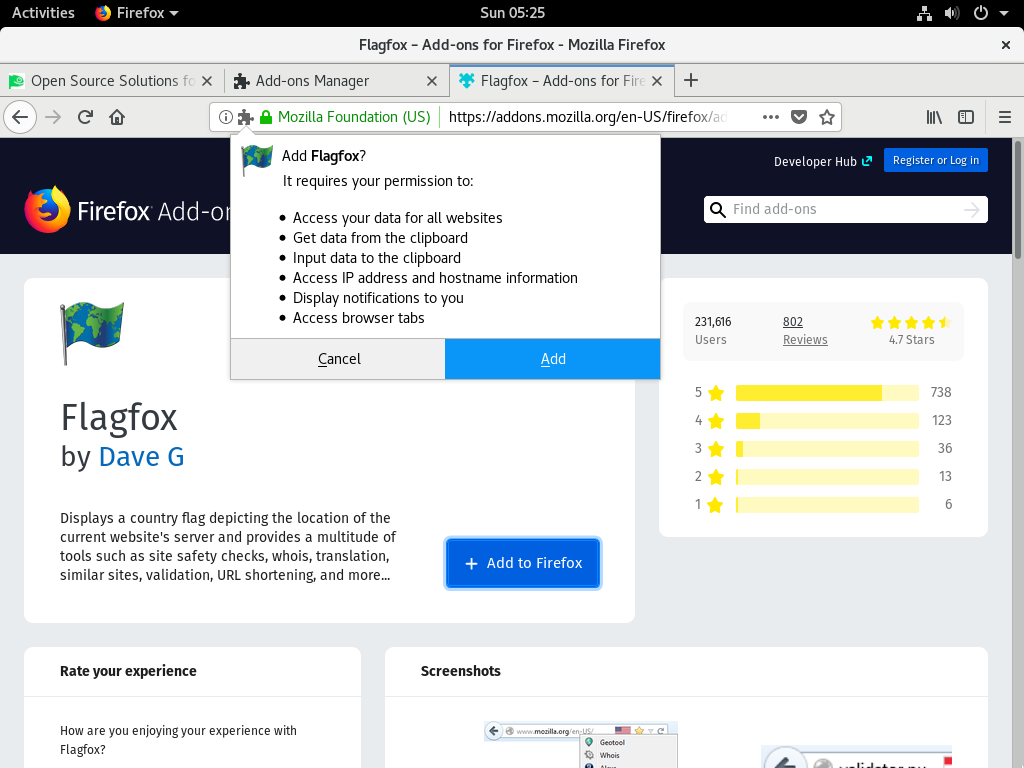 Activities Firefox Sun 05:25
Flagfox – Add-ons for Firefox - Mozilla Firefox
Open Source Solutions fo Add-ons Manager Flagfox – Add-ons for Fire
Mozilla Foundation (US) https://addons.mozilla.org/en-US/firefox/ad
Add Flagfox?
It requires your permission to:
• Access your data for all websites
• Get data from the clipboard
• Input data to the clipboard
• Access IP address and hostname information
• Display notifications to you
• Access browser tabs
Cancel Add
Developer Hub Register or Log in
Firefox Add-on
Find add-ons
Flagfox
by Dave G
Displays a country flag depicting the location of the
current website's server and provides a multitude of
tools such as site safety checks, whois, translation,
similar sites, validation, URL shortening, and more...
+ Add to Firefox
231,616 802
Users Reviews 4.7 Stars
5 738
4 123
3 36
2 13
1 6
Rate your experience
How are you enjoying your experience with
Flagfox?
Screenshots
www.mozilla.org/en-US/
Geotool
Whois